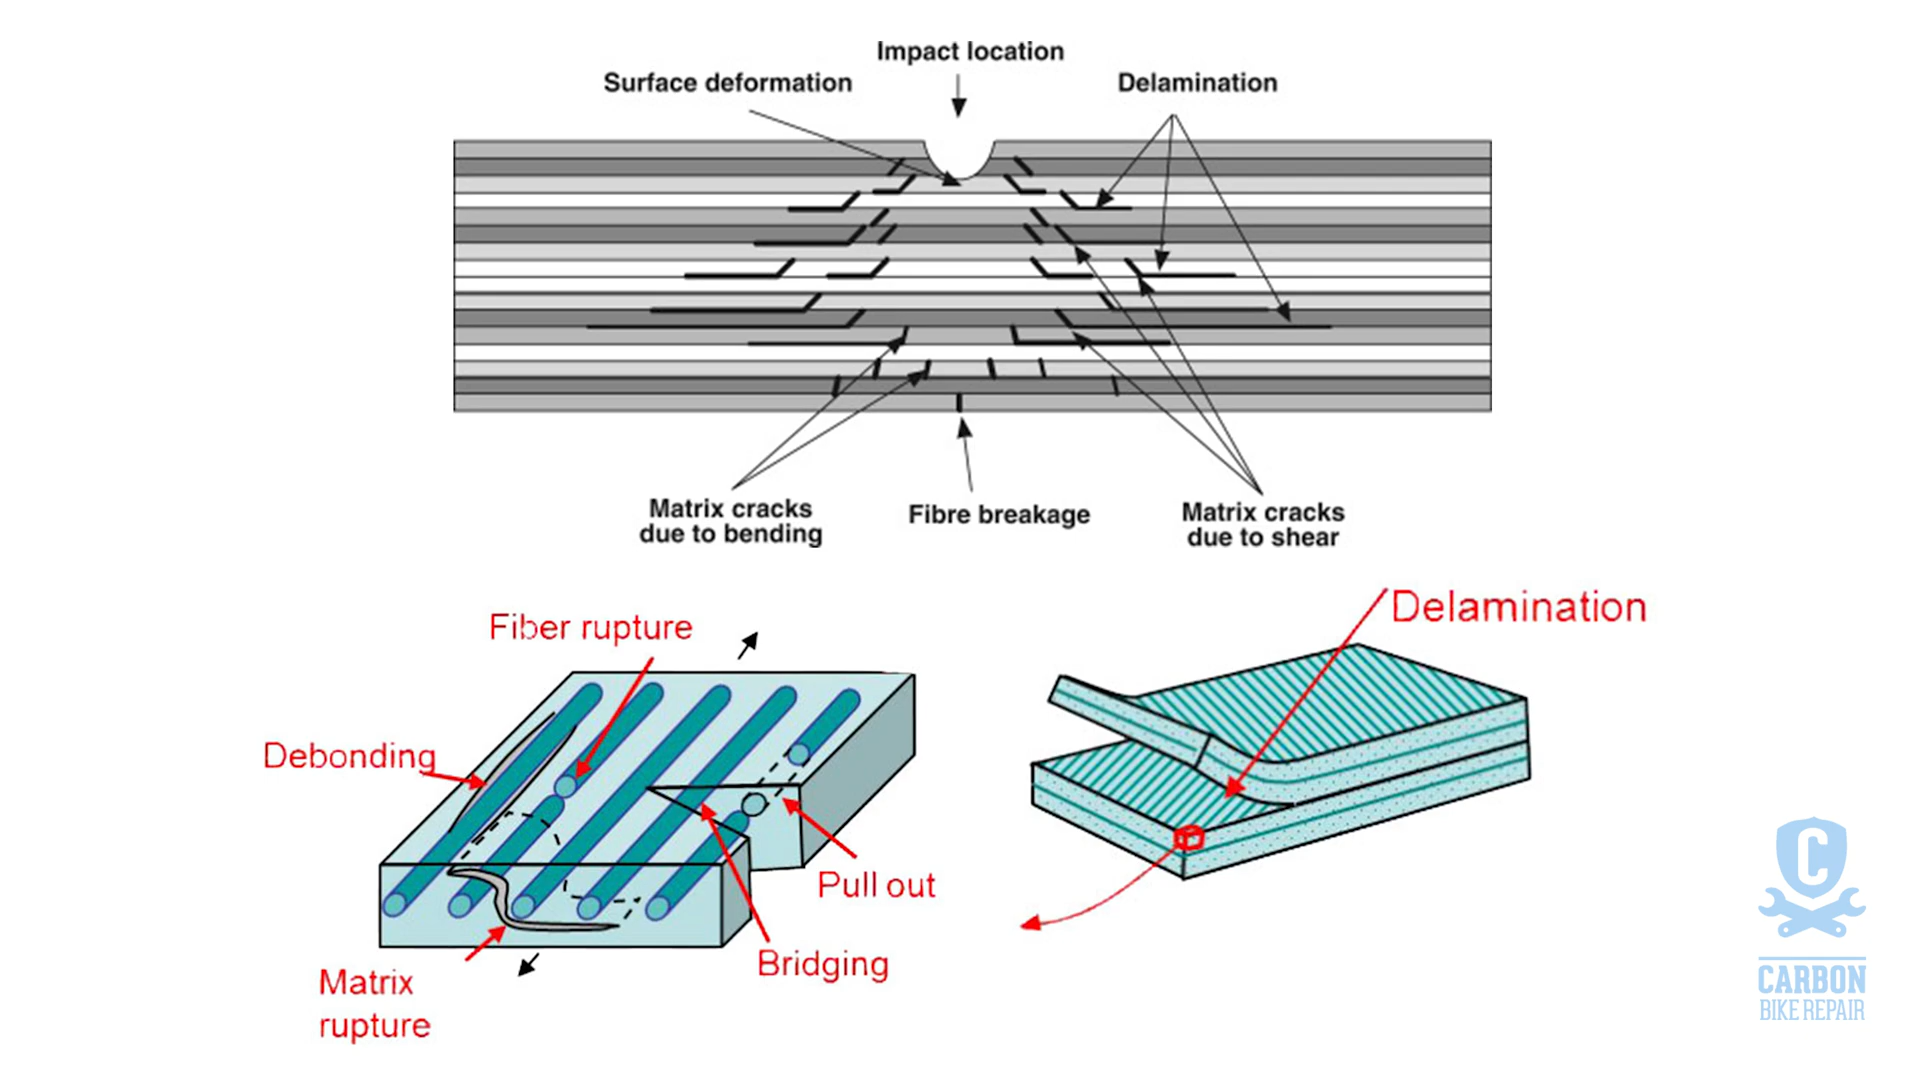 Impact location
Surface deformation
Delamination
Matrix cracks
due to bending
Fibre breakage
Matrix cracks
due to shear
Fiber rupture
Delamination
Debonding
Pull out
Bridging
Matrix
rupture
C
CARBON
BIKE REPAIR